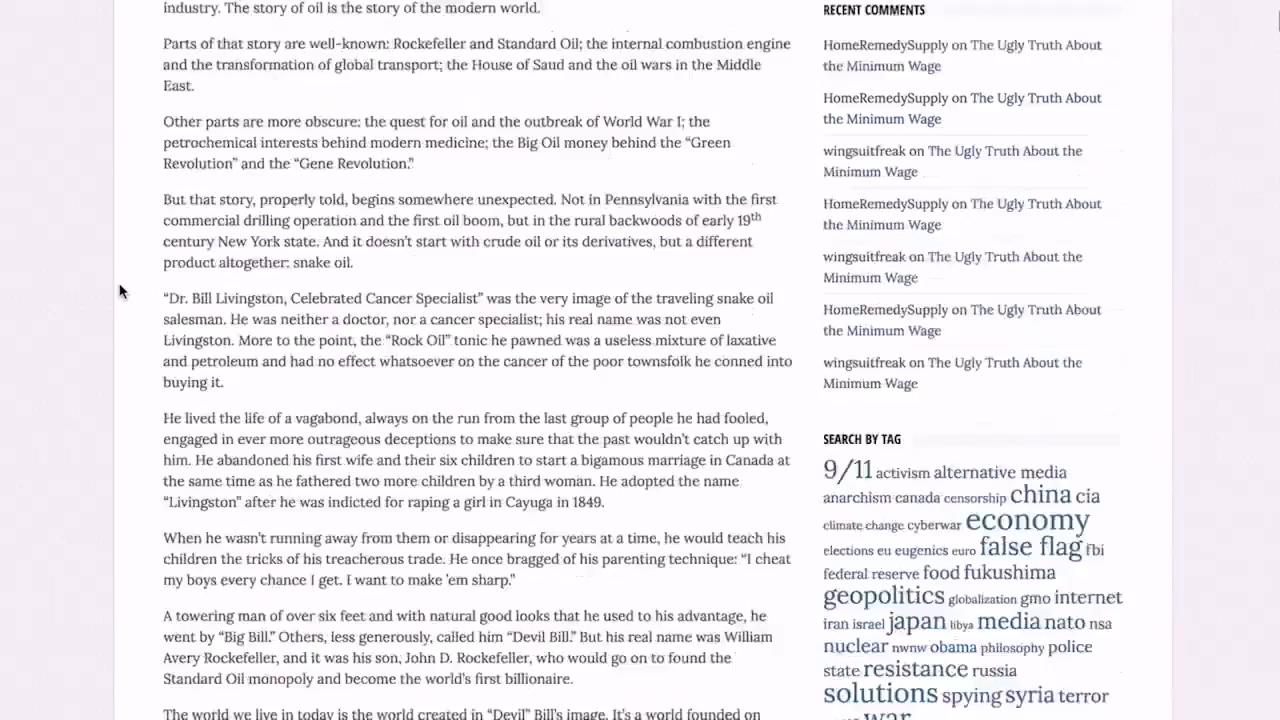 industry. The story of oil is the story of the modern world.
Parts of that story are well-known: Rockefeller and Standard Oil; the internal combustion engine
and the transformation of global transport; the House of Saud and the oil wars in the Middle
East.
Other parts are more obscure: the quest for oil and the outbreak of World War I; the
petrochemical interests behind modern medicine; the Big Oil money behind the “Green
Revolution” and the “Gene Revolution.”
But that story, properly told, begins somewhere unexpected. Not in Pennsylvania with the first
commercial drilling operation and the first oil boom, but in the rural backwoods of early 19th
century New York state. And it doesn’t start with crude oil or its derivatives, but a different
product altogether: snake oil.
“Dr. Bill Livingston, Celebrated Cancer Specialist” was the very image of the traveling snake oil
salesman. He was neither a doctor, nor a cancer specialist; his real name was not even
Livingston. More to the point, the “Rock Oil” tonic he pawned was a useless mixture of laxative
and petroleum and had no effect whatsoever on the cancer of the poor townsfolk he conned into
buying it.
He lived the life of a vagabond, always on the run from the last group of people he had fooled,
engaged in ever more outrageous deceptions to make sure that the past wouldn’t catch up with
him. He abandoned his first wife and their six children to start a bigamous marriage in Canada at
the same time as he fathered two more children by a third woman. He adopted the name
“Livingston” after he was indicted for raping a girl in Cayuga in 1849.
When he wasn’t running away from them or disappearing for years at a time, he would teach his
children the tricks of his treacherous trade. He once bragged of his parenting technique: “I cheat
my boys every chance I get. I want to make ’em sharp.”
A towering man of over six feet and with natural good looks that he used to his advantage, he
went by “Big Bill.” Others, less generously, called him “Devil Bill.” But his real name was William
Avery Rockefeller, and it was his son, John D. Rockefeller, who would go on to found the
Standard Oil monopoly and become the world’s first billionaire.
The world we live in today is the world created in “Devil” Bill’s image. It’s a world founded on
RECENT COMMENTS
HomeRemedySupply on The Ugly Truth About
the Minimum Wage
HomeRemedySupply on The Ugly Truth About
the Minimum Wage
wingsuitfreak on The Ugly Truth About the
Minimum Wage
HomeRemedySupply on The Ugly Truth About
the Minimum Wage
wingsuitfreak on The Ugly Truth About the
Minimum Wage
HomeRemedySupply on The Ugly Truth About
the Minimum Wage
wingsuitfreak on The Ugly Truth About the
Minimum Wage
SEARCH BY TAG
9/11 activism alternative media
anarchism canada censorship china cia
climate change cyberwar economy
elections eu eugenics euro false flag fbi
federal reserve food fukushima
geopolitics globalization gmo internet
iran israel japan libya media nato nsa
nuclear nwnw obama philosophy police
state resistance russia
solutions spying syria terror
war